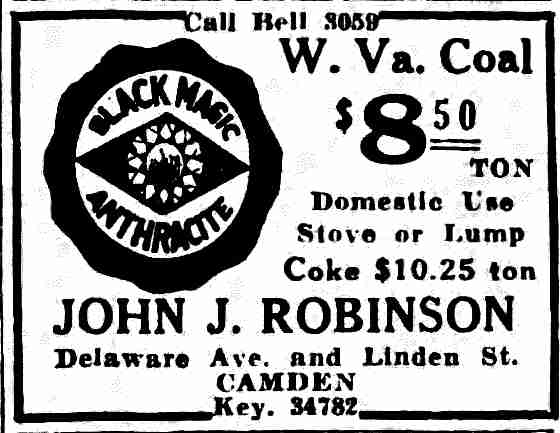 Call Bell 3059
BLACK MAGIC
ANTHRACITE
W. Va. Coal
$8 50
TON
Domestic Use
Stove or Lump
Coke $10.25 ton
JOHN J. ROBINSON
Delaware Ave. and Linden St.
CAMDEN
Key. 34782